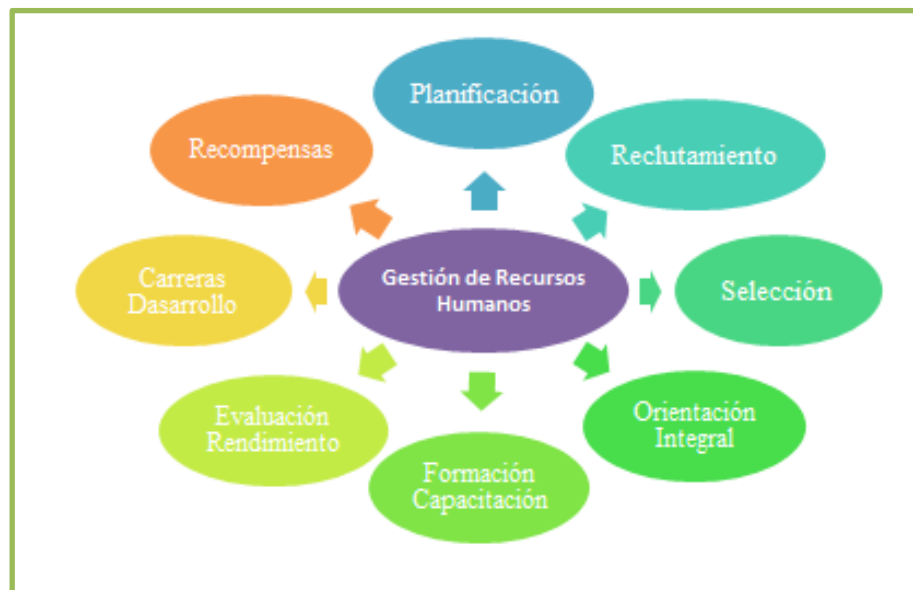 Planificación
Recompensas
Reclutamiento
Gestión de Recursos
Humanos
Carreras
Dasarrollo
Selección
Evaluación
Rendimiento
Orientación
Integral
Formación
Capacitación